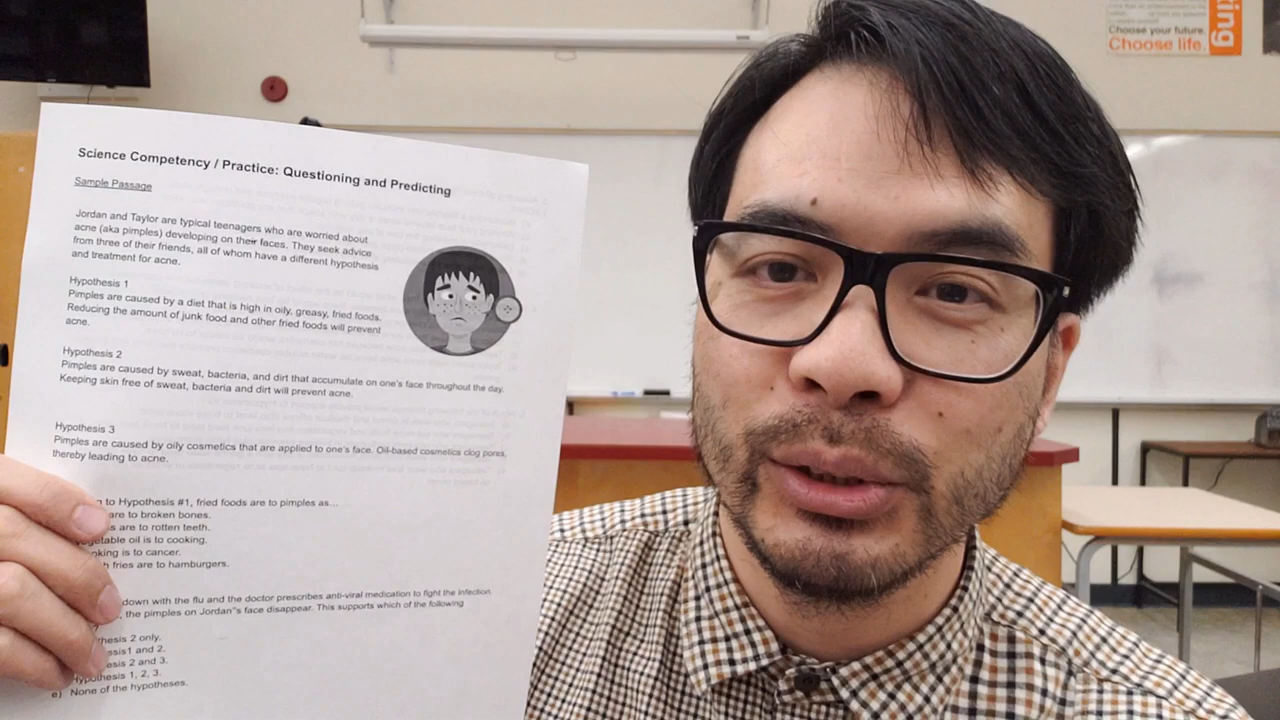 ting
Choose your future.
Choose life.
Science Competency / Practice: Questioning and Predicting
Sample Passage
Jordan and Taylor are typical teenagers who are worried about
acne (aka pimples) developing on their faces. They seek advice
from three of their friends, all of whom have a different hypothesis
and treatment for acne.
Hypothesis 1
Pimples are caused by a diet that is high in oily, greasy, fried foods.
Reducing the amount of junk food and other fried foods will prevent
acne.
Hypothesis 2
Pimples are caused by sweat, bacteria, and dirt that accumulate on one's face throughout the day.
Keeping skin free of sweat, bacteria and dirt will prevent acne.
Hypothesis 3
Pimples are caused by oily cosmetics that are applied to one's face. Oil-based cosmetics clog pores,
thereby leading to acne.
to Hypothesis #1, fried foods are to pimples as...
are to broken bones.
are to rotten teeth.
oil is to cooking.
is to cancer.
fries are to hamburgers.
down with the flu and the doctor prescribes anti-viral medication to fight the infection
the pimples on Jordan"s face disappear. This supports which of the following
2 only.
1 and 2.
2 and 3.
Hypothesis 1, 2, 3.
e) None of the hypotheses.